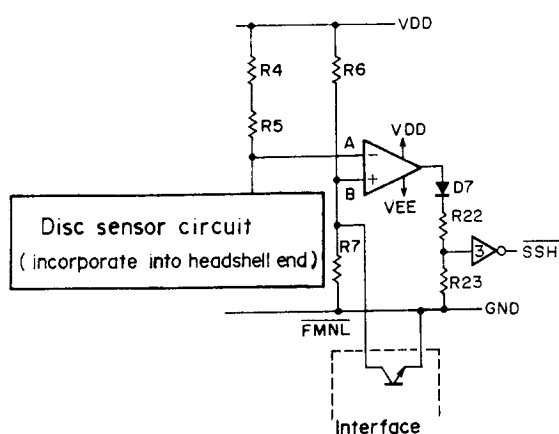 VDD
R4
R6
R5
A
VDD
−
+
B
VEE
D7
Disc sensor circuit
( incorporate into headshell end)
R7
R22
3
SSH
R23
FMNL
GND
Interface